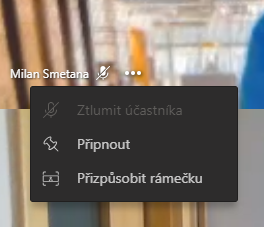 Milan Smetana
Ztlumit účastníka
Připnout
Přizpůsobit rámečku